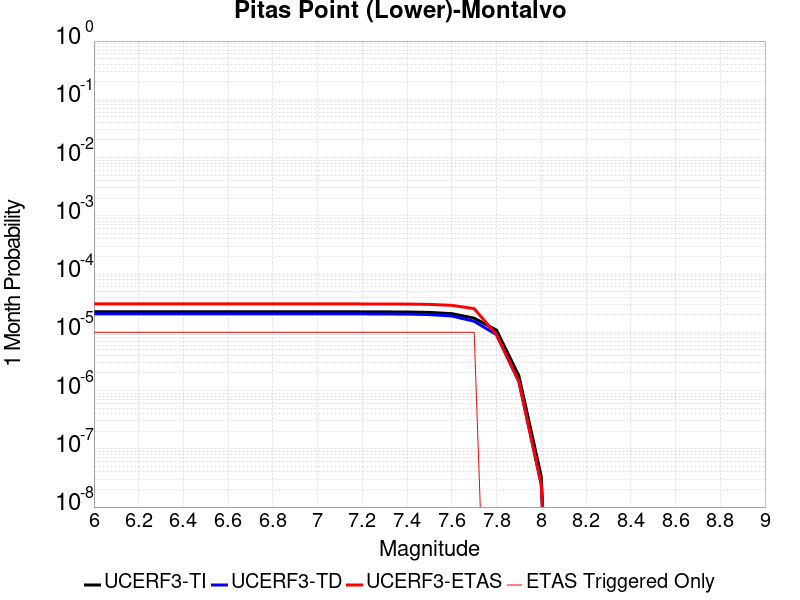 Pitas Point (Lower)-Montalvo
10^0
10^-1
10^-2
10^-3
10^-4
10^-5
10^-6
10^-7
10^-8
1 Month Probability
6 6.2 6.4 6.6 6.8 7 7.2 7.4 7.6 7.8 8 8.2 8.4 8.6 8.8 9
Magnitude
UCERF3-TI UCERF3-TD UCERF3-ETAS ETAS Triggered Only